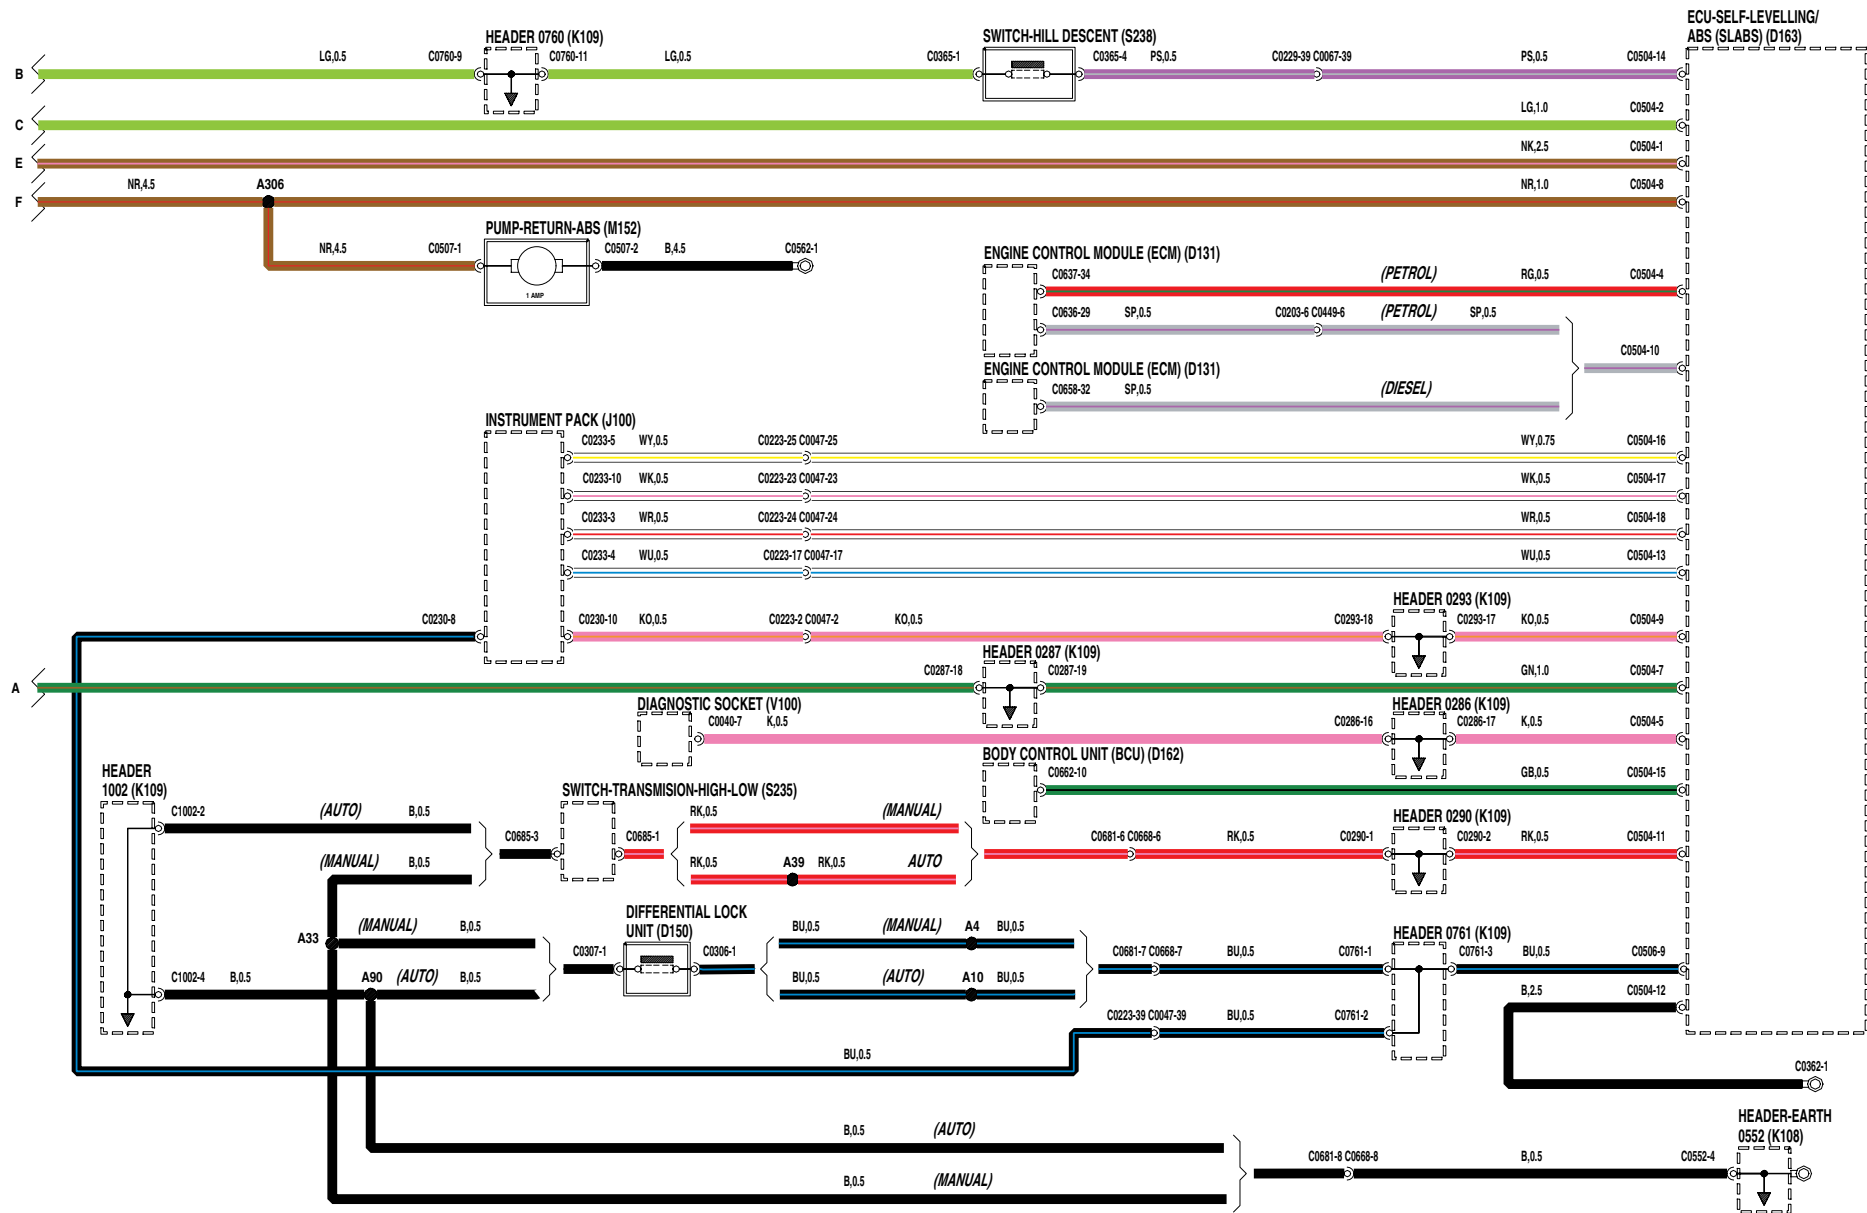 ECU-SELF-LEVELLING/
ABS (SLABS) (D163)
HEADER 0760 (K109)
SWITCH-HILL DESCENT (S238)
B
LG,0.5
C0760-9
C0760-11
LG,0.5
C0365-1
C0365-4
PS,0.5
C0229-39 C0067-39
PS,0.5
C0504-14
C
LG,1.0
C0504-2
E
NK,2.5
C0504-1
F
NR,4.5
A306
NR,1.0
C0504-8
PUMP-RETURN-ABS (M152)
NR,4.5
C0507-1
C0507-2
B,4.5
C0562-1
1 AMP
ENGINE CONTROL MODULE (ECM) (D131)
C0637-34
(PETROL)
RG,0.5
C0504-4
C0636-29
SP,0.5
C0203-6 C0449-6
(PETROL)
SP,0.5
C0504-10
ENGINE CONTROL MODULE (ECM) (D131)
C0658-32
SP,0.5
(DIESEL)
INSTRUMENT PACK (J100)
C0233-5
WY,0.5
C0223-25 C0047-25
WY,0.75
C0504-16
C0233-10
WK,0.5
C0223-23 C0047-23
WK,0.5
C0504-17
C0233-3
WR,0.5
C0223-24 C0047-24
WR,0.5
C0504-18
C0233-4
WU,0.5
C0223-17 C0047-17
WU,0.5
C0504-13
HEADER 0293 (K109)
C0230-8
C0230-10
KO,0.5
C0223-2 C0047-2
KO,0.5
C0293-18
C0293-17
KO,0.5
C0504-9
HEADER 0287 (K109)
A
C0287-18
C0287-19
GN,1.0
C0504-7
DIAGNOSTIC SOCKET (V100)
HEADER 0286 (K109)
C0040-7
K,0.5
C0286-16
C0286-17
K,0.5
C0504-5
BODY CONTROL UNIT (BCU) (D162)
C0662-10
GB,0.5
C0504-15
HEADER
1002 (K109)
SWITCH-TRANSMISION-HIGH-LOW (S235)
C1002-2
(AUTO)
B,0.5
RK,0.5
(MANUAL)
HEADER 0290 (K109)
C0685-3
C0685-1
C0681-6 C0668-6
RK,0.5
C0290-1
C0290-2
RK,0.5
C0504-11
(MANUAL)
B,0.5
RK,0.5
A39
RK,0.5
AUTO
DIFFERENTIAL LOCK
UNIT (D150)
A33
(MANUAL)
B,0.5
BU,0.5
(MANUAL)
A4
BU,0.5
HEADER 0761 (K109)
C0307-1
C0306-1
C0681-7 C0668-7
BU,0.5
C0761-1
C0761-3
BU,0.5
C0506-9
C1002-4
B,0.5
A90
(AUTO)
B,0.5
BU,0.5
(AUTO)
A10
BU,0.5
B,2.5
C0504-12
C0223-39 C0047-39
BU,0.5
C0761-2
BU,0.5
C0362-1
HEADER-EARTH
0552 (K108)
B,0.5
(AUTO)
C0681-8 C0668-8
B,0.5
C0552-4
B,0.5
(MANUAL)